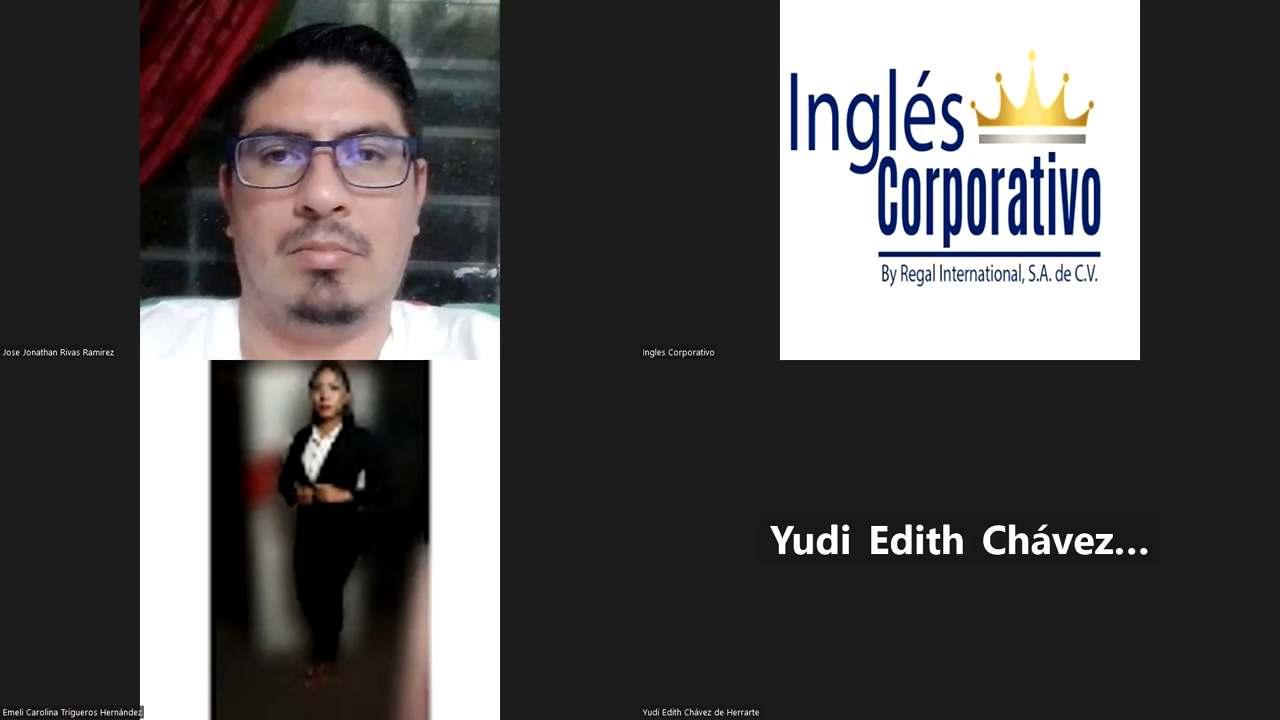 Inglés
Corporativo
By Regal International, S.A. de C.V.
Jose Jonathan Rivas Ramirez
Ingles Corporativo
Yudi Edith Chávez...
Emeli Carolina Trigueros Hernández
Yudi Edith Chávez de Herrarte